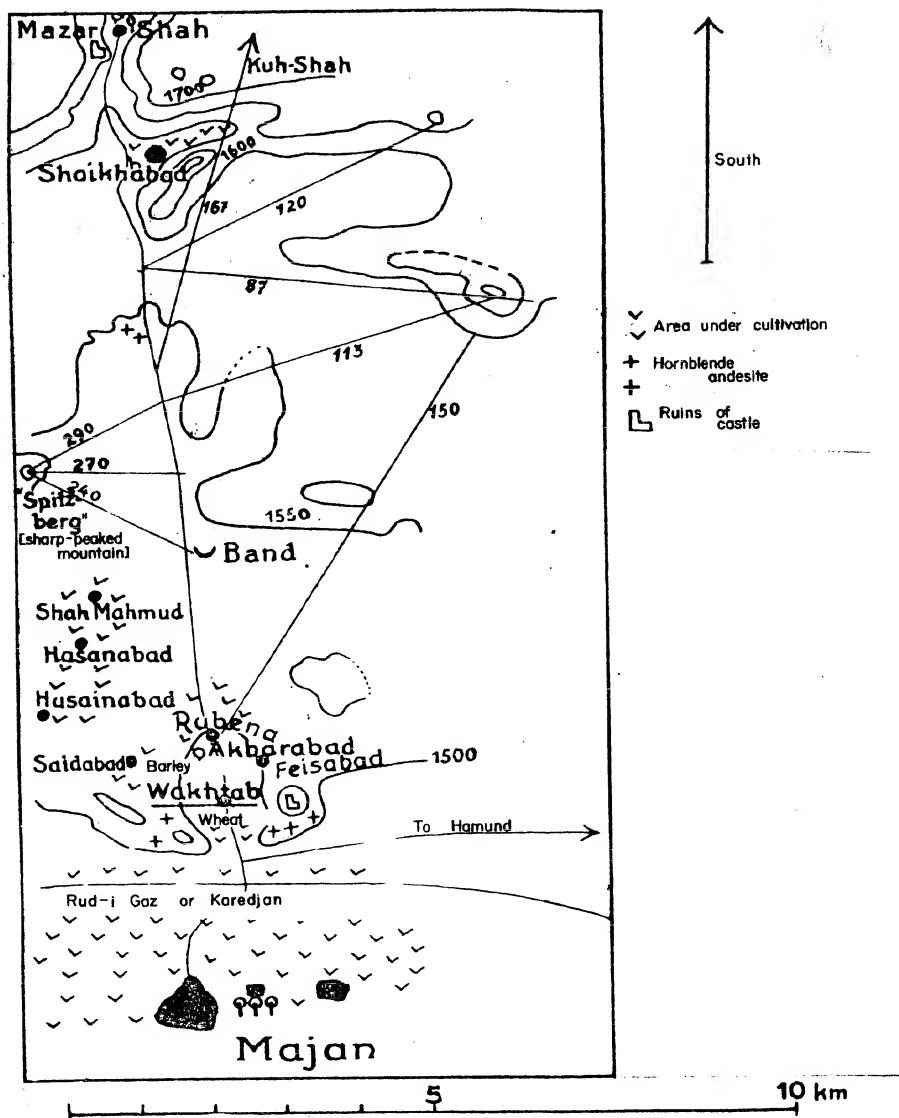 Mazar
Shah
Kuh-Shah
1700
1600
Shaikhabad
167
120
87
113
150
290
270
240
"Spitz-
berg"
[sharp-peaked
mountain]
1550
Band
Shah Mahmud
Hasanabad
Husainabad
Rubena
Akbarabad
Saidabad
Barley
Feisabad
1500
Wakhtab
Wheat
To Hamund
Rud-i Gaz or Karedjan
Majan
5
10 km
South
Area under cultivation
Hornblende
andesite
Ruins of
castle